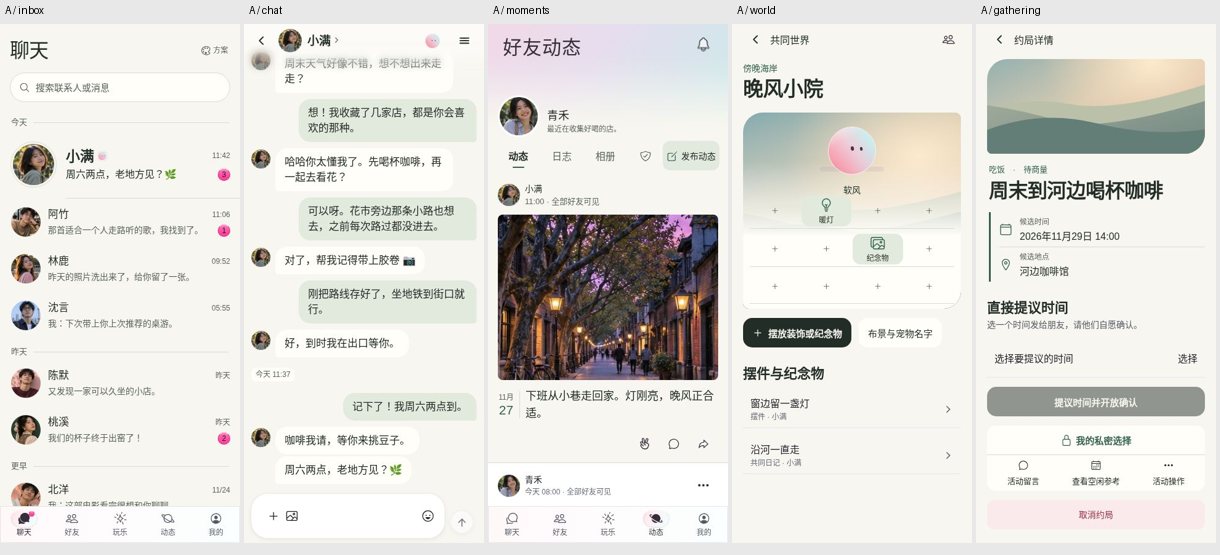 A/inbox
聊天
方案
搜索联系人或消息
今天
小满
11:42
周六两点，老地方见？🌿
3
阿竹
11:06
那首适合一个人走路听的歌，我找到了。
1
林鹿
09:52
昨天的照片洗出来了，给你留了一张。
沈言
05:55
我：下次带上你上次推荐的桌游。
昨天
陈默
昨天
又发现一家可以久坐的小店。
桃溪
昨天
我们的杯子终于出窑了！
2
更早
北洋
11/24
聊天
好友
玩乐
动态
我的
A/chat
小满
周末天气好像不错，想不想出来走
走？
想！我收藏了几家店，都是你会喜
欢的那种。
哈哈你太懂我了。先喝杯咖啡，再
一起去看花？
可以呀。花市旁边那条小路也想
去，之前每次路过都没进去。
对了，帮我记得带上胶卷 📷
刚把路线存好了，坐地铁到街口就
行。
好，到时我在出口等你。
今天 11:37
记下了！我周六两点到。
咖啡我请，等你来挑豆子。
周六两点，老地方见？🌿
A/moments
好友动态
青禾
最近在收集好喝的店。
动态
日志
相册
发布动态
小满
11:00 · 全部好友可见
11月
27
下班从小巷走回家。灯刚亮，晚风正合
适。
青禾
今天 08:00 · 全部好友可见
聊天
好友
玩乐
动态
我的
A/world
共同世界
傍晚海岸
晚风小院
软风
暖灯
纪念物
摆放装饰或纪念物
布景与宠物名字
摆件与纪念物
窗边留一盏灯
摆件 · 小满
沿河一直走
共同日记 · 小满
A/gathering
约局详情
吃饭 · 待商量
周末到河边喝杯咖啡
候选时间
2026年11月29日 14:00
候选地点
河边咖啡馆
直接提议时间
选一个时间发给朋友，请他们自愿确认。
选择要提议的时间
选择
提议时间并开放确认
我的私密选择
活动留言
查看空闲参考
活动操作
取消约局